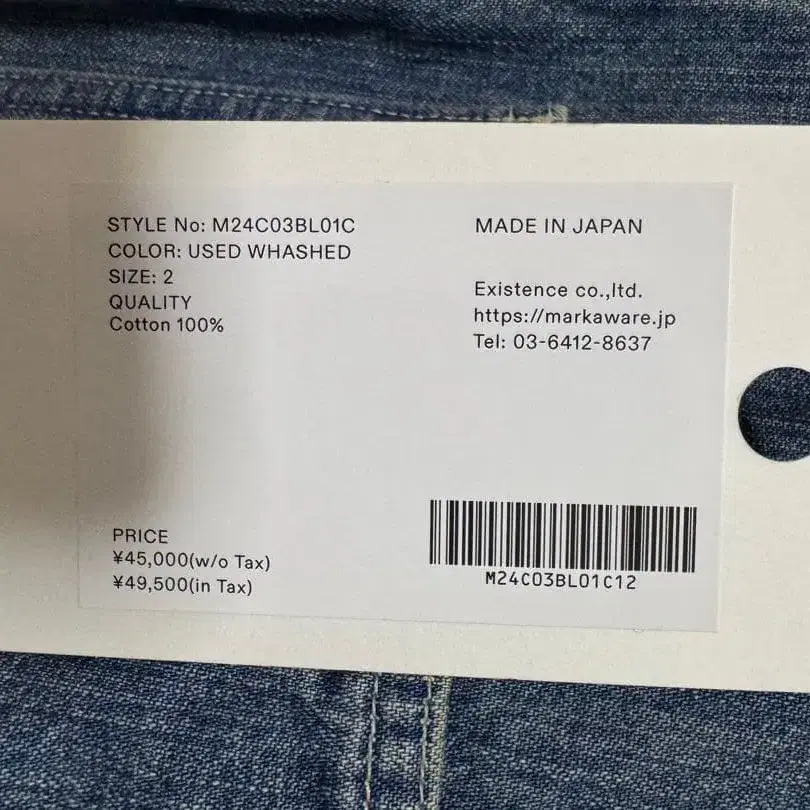 STYLE No: M24C03BL01C
COLOR: USED WHASHED
SIZE: 2
QUALITY
Cotton 100%
MADE IN JAPAN
Existence co.,ltd.
https://markaware.jp
Tel: 03-6412-8637
PRICE
¥45,000(w/o Tax)
¥49,500(in Tax)
M24C03BL01C12